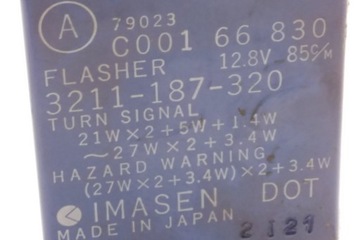 A 79023
C001 66 830
FLASHER 12.8V 85c/M
3211-187-320
TURN SIGNAL
21W×2+5W+1.4W
~27W×2+3.4W
HAZARD WARNING
(27W×2+3.4W)×2+3.4W
IMASEN DOT
MADE IN JAPAN 2J29